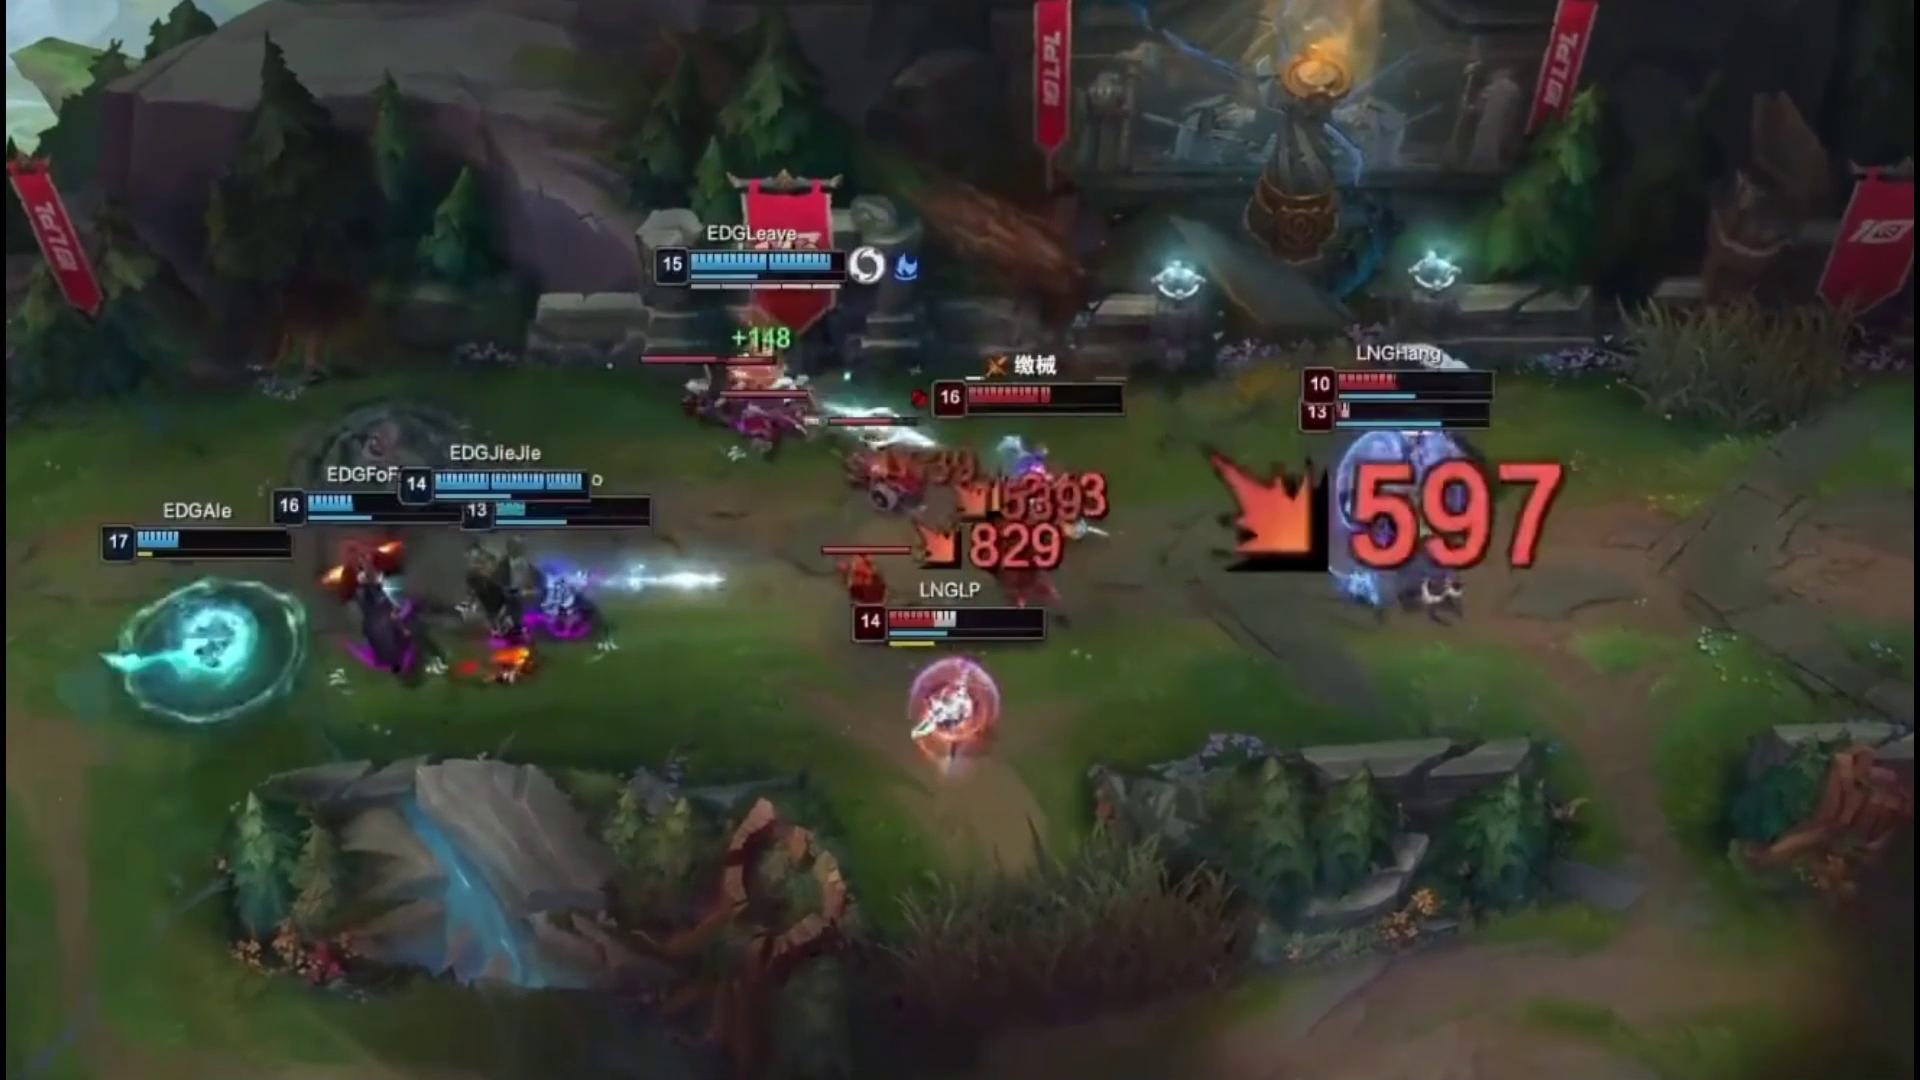 EDGLeave
15
+148
缴械
16
LNGHang
10
13
EDGJieJie
14
EDGFoF
16
13
EDGAle
17
597
829
LNGLP
14